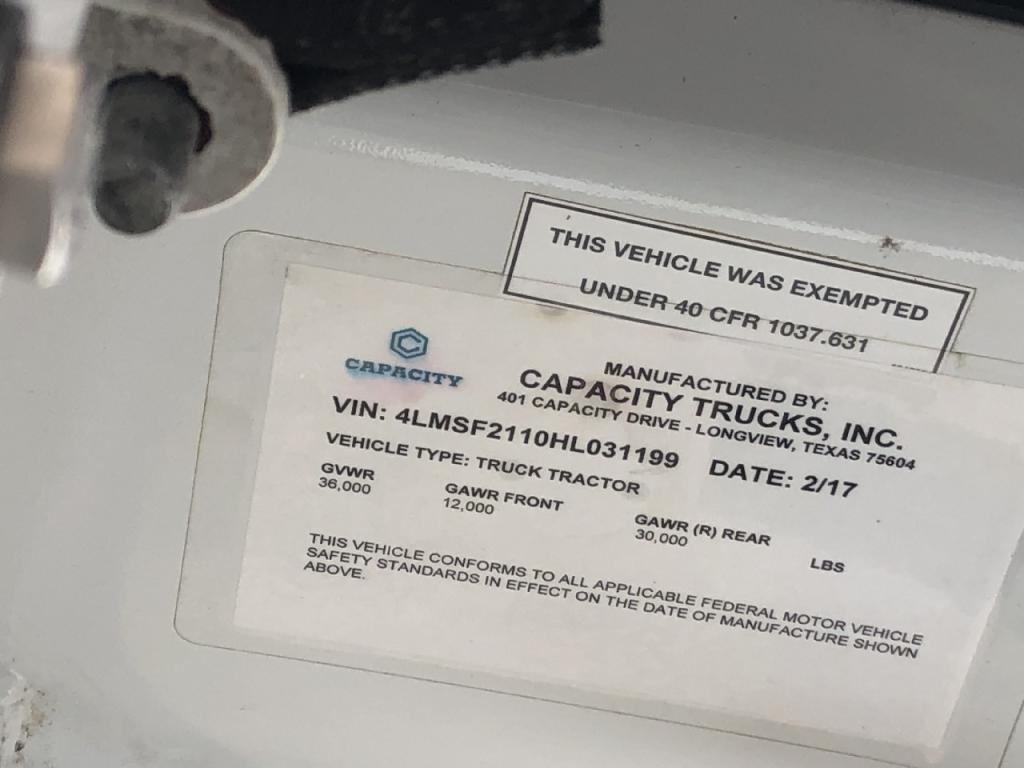 THIS VEHICLE WAS EXEMPTED
UNDER 40 CFR 1037.631
CAPACITY
MANUFACTURED BY:
CAPACITY TRUCKS, INC.
401 CAPACITY DRIVE - LONGVIEW, TEXAS 75604
VIN: 4LMSF2110HL031199 DATE: 2/17
VEHICLE TYPE: TRUCK TRACTOR
GVWR GAWR FRONT GAWR (R) REAR
36,000 12,000 30,000 LBS
THIS VEHICLE CONFORMS TO ALL APPLICABLE FEDERAL MOTOR VEHICLE
SAFETY STANDARDS IN EFFECT ON THE DATE OF MANUFACTURE SHOWN
ABOVE.